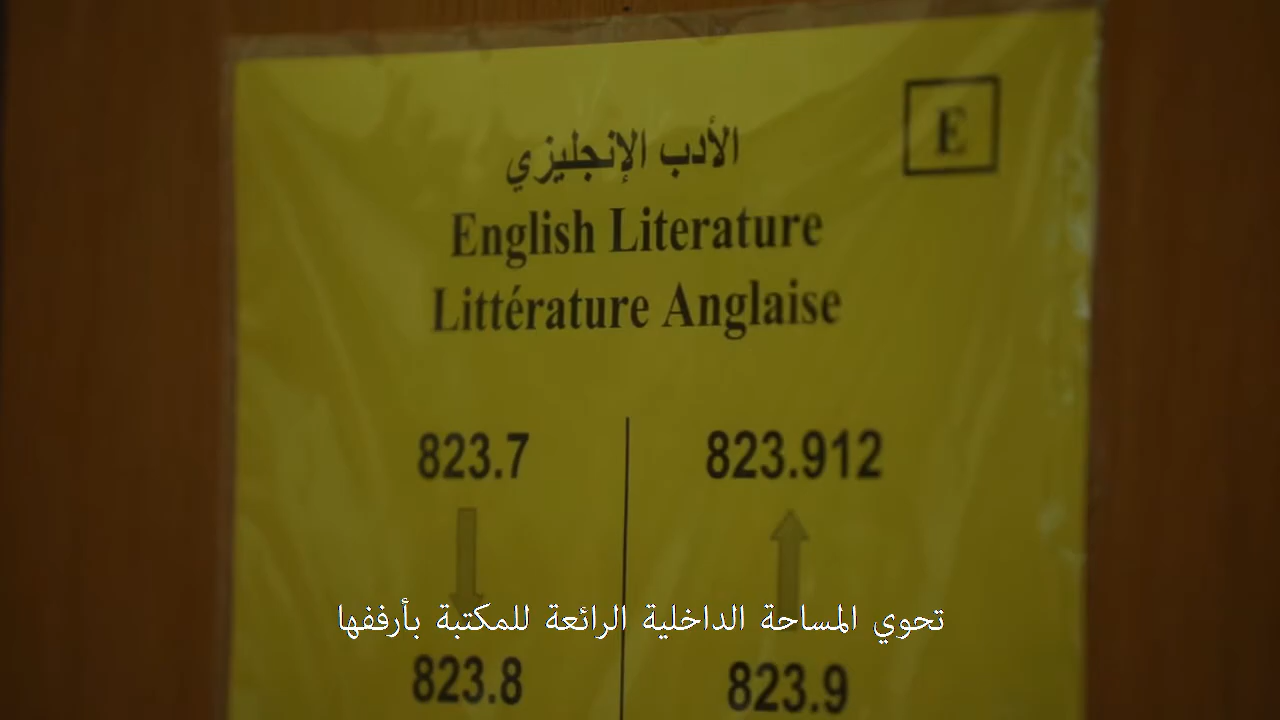 E
الأدب الإنجليزي
English Literature
Littérature Anglaise
823.7 823.912
تحوي المساحة الداخلية الرائعة للمكتبة بأرففها
823.8 823.9